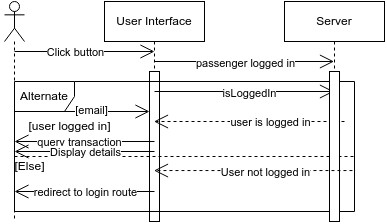 User Interface
Server
Click button
passenger logged in
Alternate
isLoggedIn
[email]
user is logged in
[user logged in]
query transaction
Display details
[Else]
User not logged in
redirect to login route